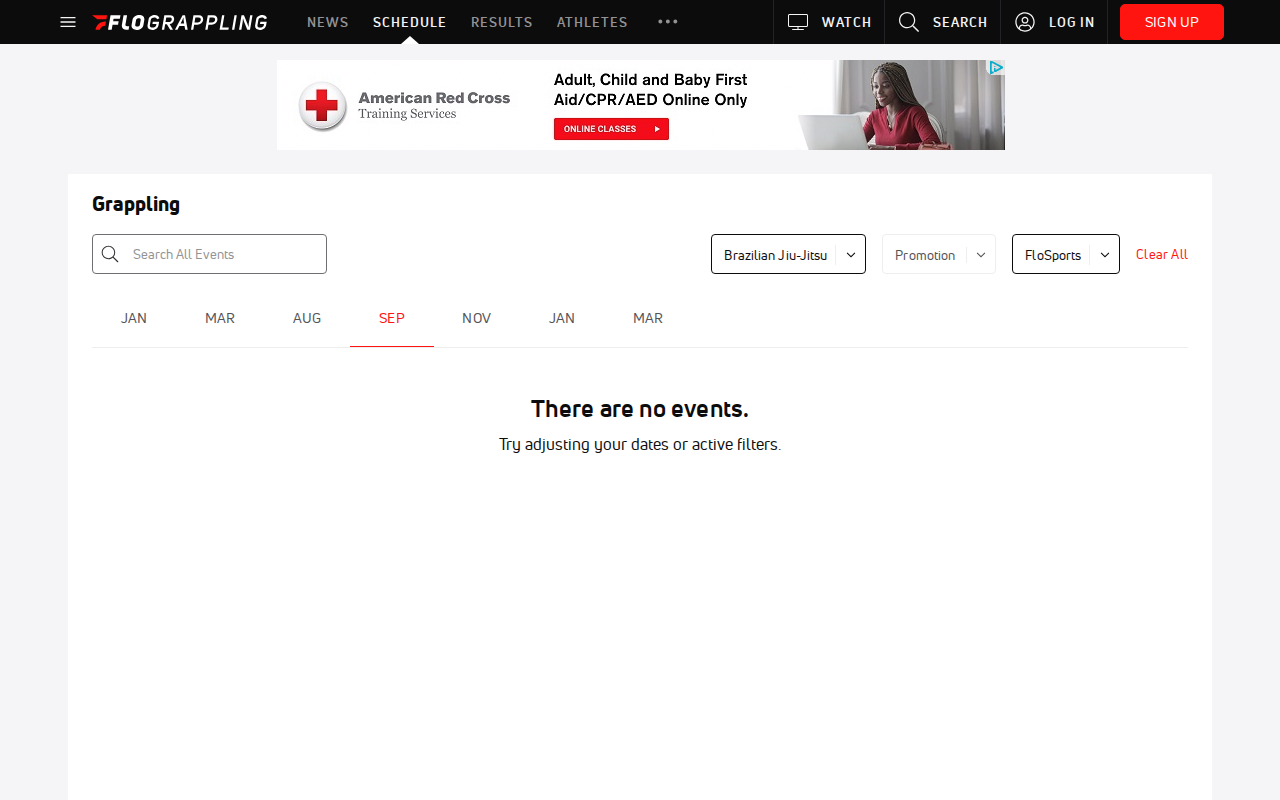 FLOGRAPPLING
NEWS
SCHEDULE
RESULTS
ATHLETES
WATCH
SEARCH
LOG IN
SIGN UP
American Red Cross
Training Services
Adult, Child and Baby First
Aid/CPR/AED Online Only
ONLINE CLASSES
Grappling
Search All Events
Brazilian Jiu-Jitsu
Promotion
FloSports
Clear All
JAN
MAR
AUG
SEP
NOV
JAN
MAR
There are no events.
Try adjusting your dates or active filters.